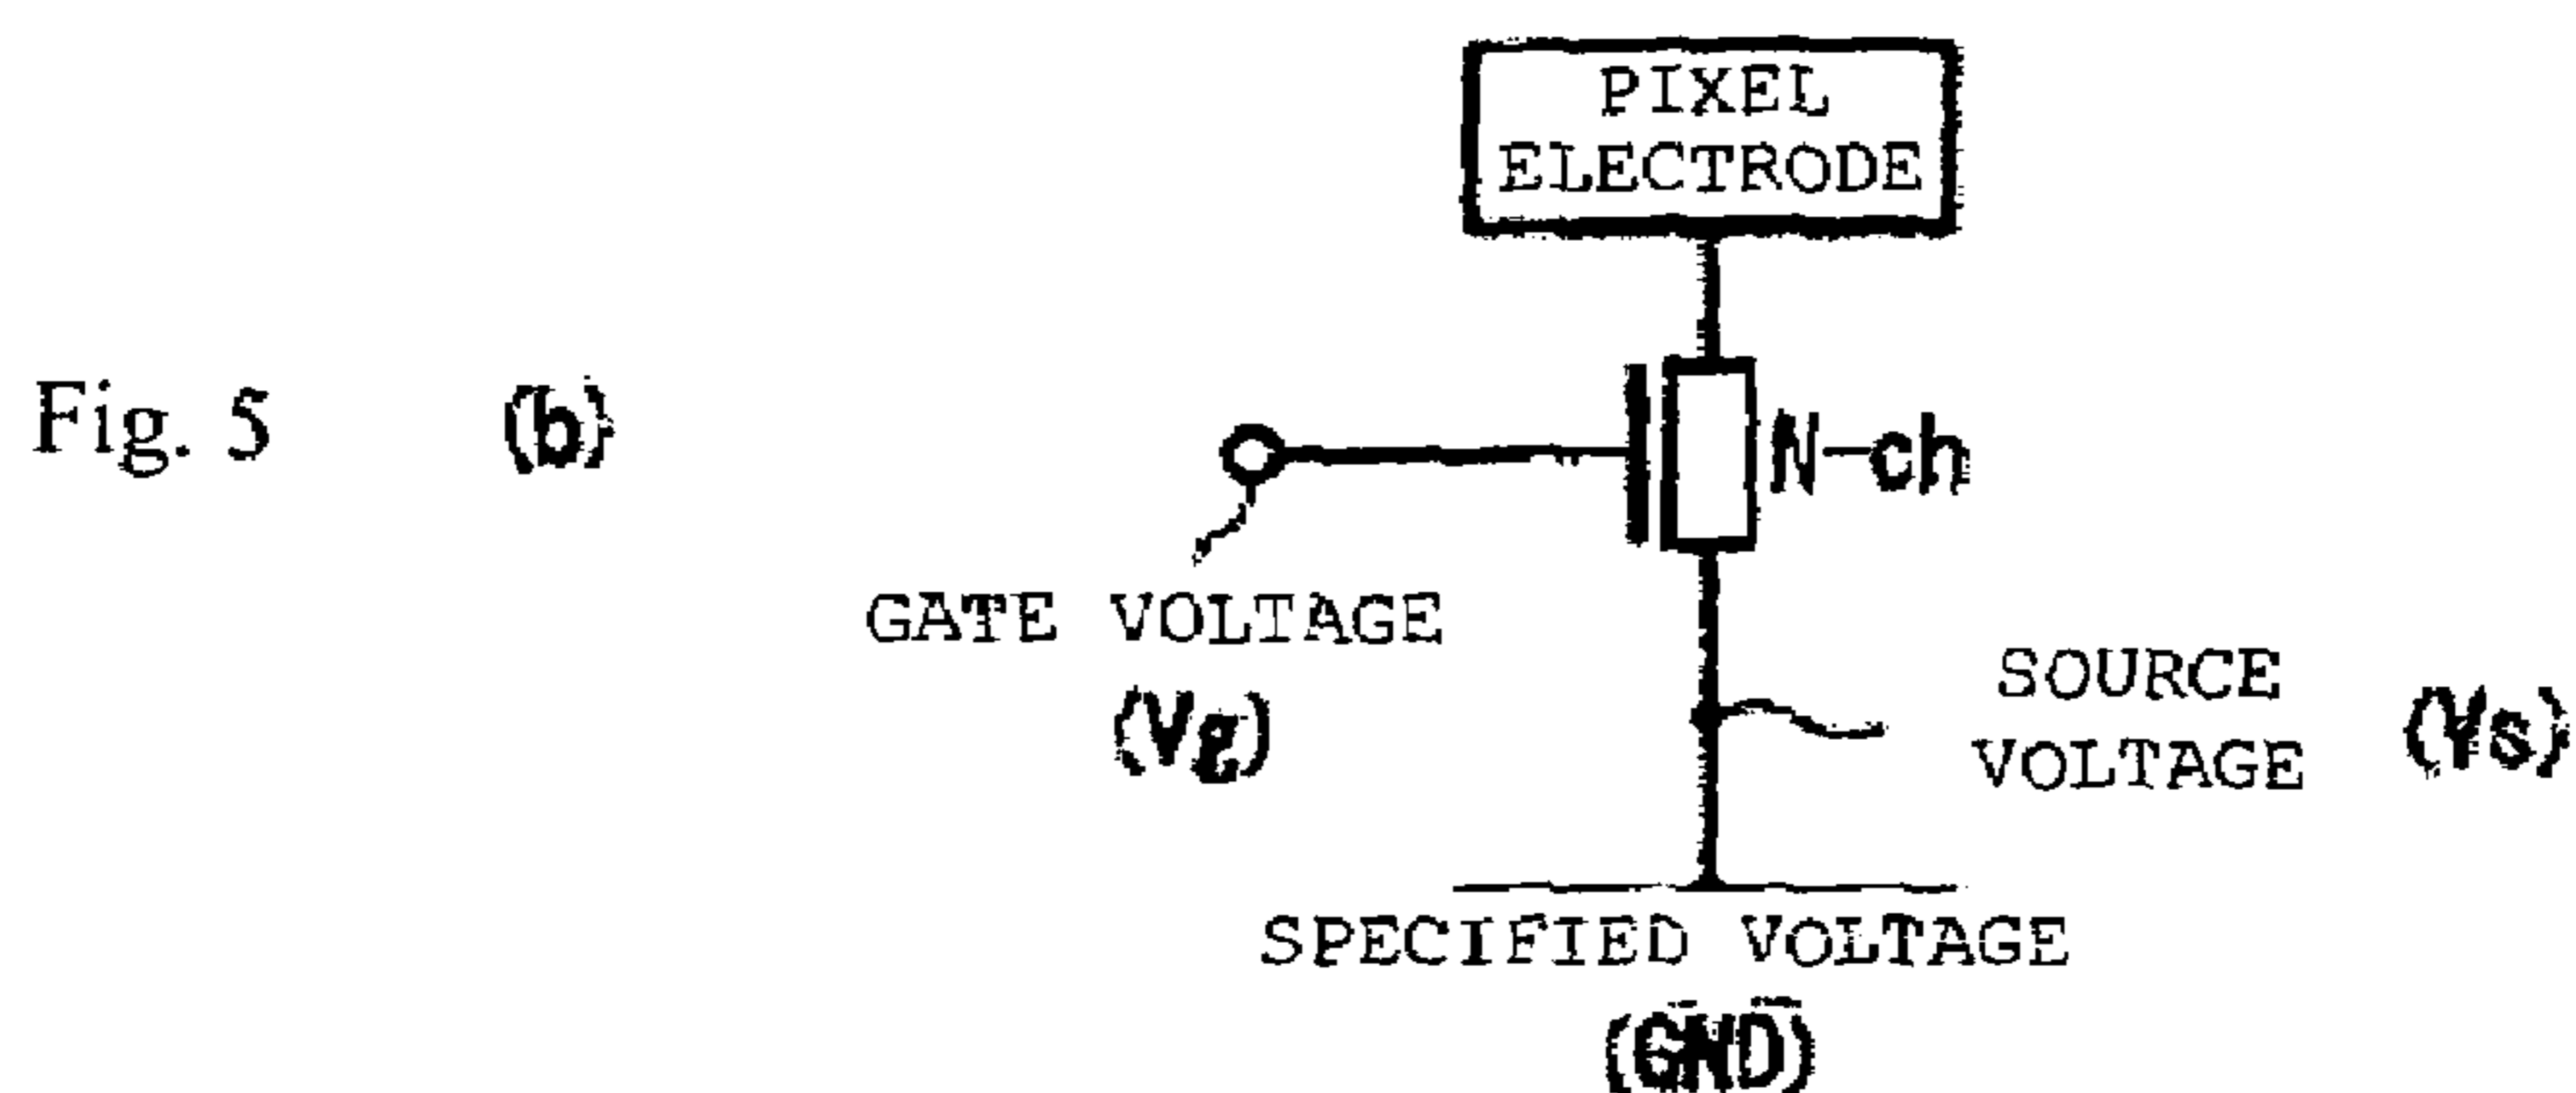 PIXEL
ELECTRODE
Fig. 5 (b)
N-ch
GATE VOLTAGE
(Vg)
SOURCE
VOLTAGE (Vs)
SPECIFIED VOLTAGE
(GND)